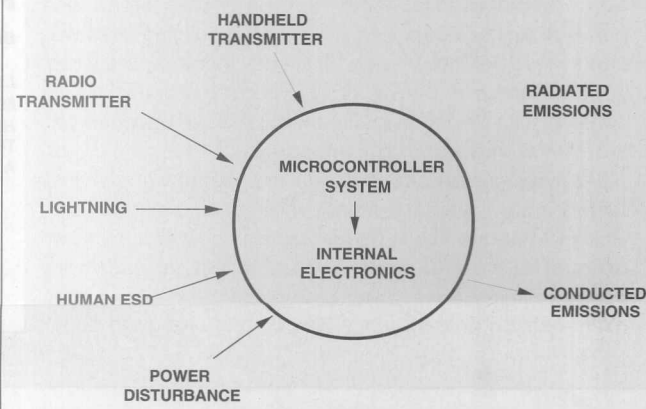 HANDHELD
TRANSMITTER
RADIO
TRANSMITTER
RADIATED
EMISSIONS
MICROCONTROLLER
SYSTEM
LIGHTNING
INTERNAL
ELECTRONICS
HUMAN ESD
CONDUCTED
EMISSIONS
POWER
DISTURBANCE